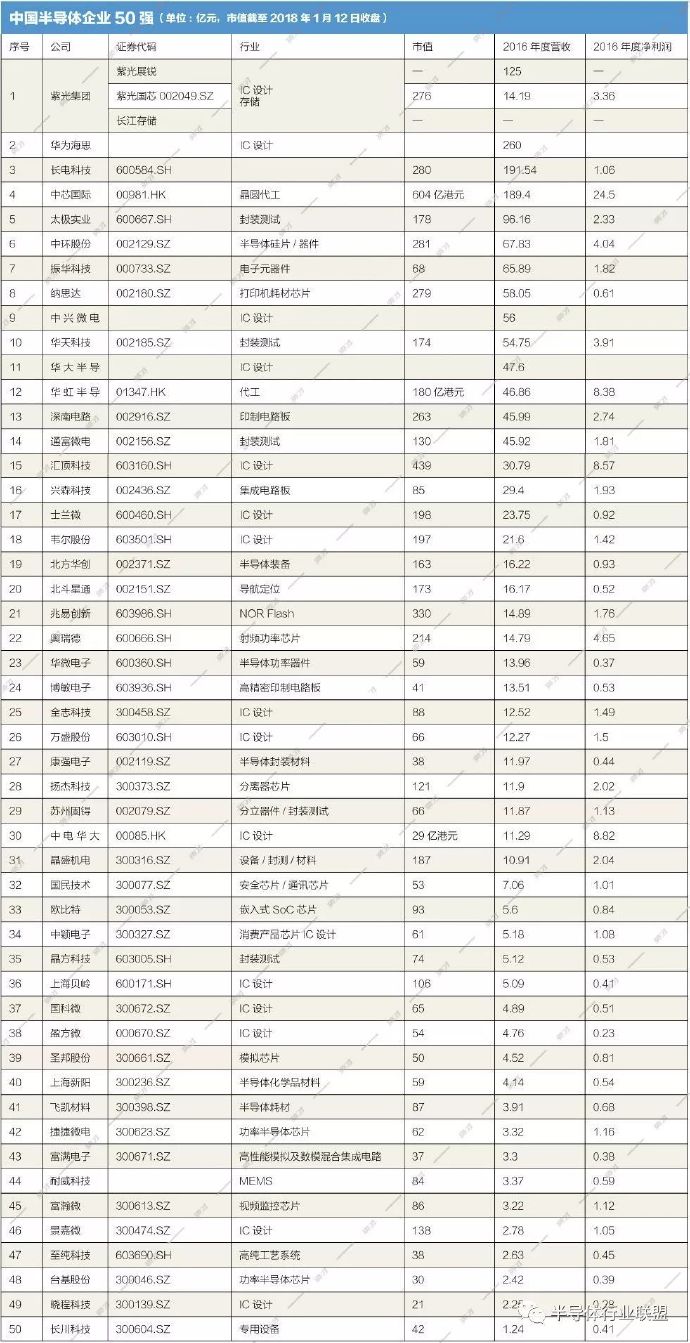 中国半导体企业 50 强（单位：亿元，市值截至 2018 年 1 月 12 日收盘）
序号 公司 证券代码 行业 市值 2016 年度营收 2016 年度净利润
1 紫光集团 紫光展锐 IC 设计 存储 — 125 —
紫光国芯 002049.SZ 276 14.19 3.36
长江存储 — — —
2 华为海思 IC 设计 260
3 长电科技 600584.SH 280 191.54 1.06
4 中芯国际 00981.HK 晶圆代工 604 亿港元 189.4 24.5
5 太极实业 600667.SH 封装测试 178 96.16 2.33
6 中环股份 002129.SZ 半导体硅片 / 器件 281 67.83 4.04
7 振华科技 000733.SZ 电子元器件 68 65.89 1.82
8 纳思达 002180.SZ 打印机耗材芯片 279 58.05 0.61
9 中兴微电 IC 设计 56
10 华天科技 002185.SZ 封装测试 174 54.75 3.91
11 华大半导 IC 设计 47.6
12 华虹半导 01347.HK 代工 180 亿港元 46.86 8.38
13 深南电路 002916.SZ 印制电路板 263 45.99 2.74
14 通富微电 002156.SZ 封装测试 130 45.92 1.81
15 汇顶科技 603160.SH IC 设计 439 30.79 8.57
16 兴森科技 002436.SZ 集成电路板 85 29.4 1.93
17 士兰微 600460.SH IC 设计 198 23.75 0.92
18 韦尔股份 603501.SH IC 设计 197 21.6 1.42
19 北方华创 002371.SZ 半导体装备 163 16.22 0.93
20 北斗星通 002151.SZ 导航定位 173 16.17 0.52
21 兆易创新 603986.SH NOR Flash 330 14.89 1.76
22 奥瑞德 600666.SH 射频功率芯片 214 14.79 4.65
23 华微电子 600360.SH 半导体功率器件 59 13.96 0.37
24 博敏电子 603936.SH 高精密印制电路板 41 13.51 0.53
25 全志科技 300458.SZ IC 设计 88 12.52 1.49
26 万盛股份 603010.SH IC 设计 66 12.27 1.5
27 康强电子 002119.SZ 半导体封装材料 38 11.97 0.44
28 扬杰科技 300373.SZ 分离器芯片 121 11.9 2.02
29 苏州固锝 002079.SZ 分立器件 / 封装测试 66 11.87 1.13
30 中电华大 00085.HK IC 设计 29 亿港元 11.29 8.82
31 晶盛机电 300316.SZ 设备 / 封测 / 材料 187 10.91 2.04
32 国民技术 300077.SZ 安全芯片 / 通讯芯片 53 7.06 1.01
33 欧比特 300053.SZ 嵌入式 SoC 芯片 93 5.6 0.84
34 中颖电子 300327.SZ 消费产品芯片 IC 设计 61 5.18 1.08
35 晶方科技 603005.SH 封装测试 74 5.12 0.53
36 上海贝岭 600171.SH IC 设计 106 5.09 0.41
37 国科微 300672.SZ IC 设计 65 4.89 0.51
38 盈方微 000670.SZ IC 设计 54 4.76 0.23
39 圣邦股份 300661.SZ 模拟芯片 50 4.52 0.81
40 上海新阳 300236.SZ 半导体化学品材料 59 4.14 0.54
41 飞凯材料 300398.SZ 半导体耗材 87 3.91 0.68
42 捷捷微电 300623.SZ 功率半导体芯片 62 3.32 1.16
43 富满电子 300671.SZ 高性能模拟及数模混合集成电路 37 3.3 0.38
44 耐威科技 MEMS 84 3.37 0.59
45 富瀚微 300613.SZ 视频监控芯片 86 3.22 1.12
46 景嘉微 300474.SZ IC 设计 138 2.78 1.05
47 至纯科技 603690.SH 高纯工艺系统 38 2.63 0.45
48 台基股份 300046.SZ 功率半导体芯片 30 2.42 0.39
49 晓程科技 300139.SZ IC 设计 21 2.25 0.28
50 长川科技 300604.SZ 专用设备 42 1.24 0.41
半导体行业联盟